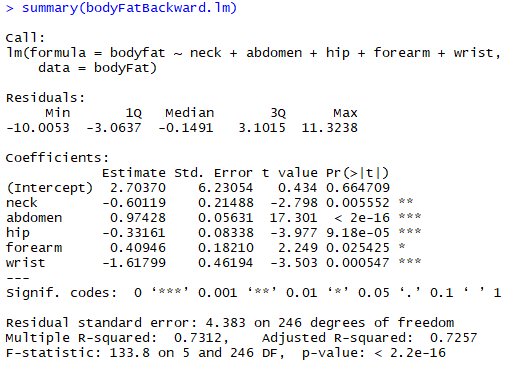 > summary(bodyFatBackward.lm)
Call:
lm(formula = bodyfat ~ neck + abdomen + hip + forearm + wrist,
    data = bodyFat)
Residuals:
     Min       1Q   Median       3Q      Max
-10.0053  -3.0637  -0.1491   3.1015  11.3238
Coefficients:
            Estimate Std. Error t value Pr(>|t|)
(Intercept)  2.70370    6.23054   0.434 0.664709
neck        -0.60119    0.21488  -2.798 0.005552 **
abdomen      0.97428    0.05631  17.301  < 2e-16 ***
hip         -0.33161    0.08338  -3.977 9.18e-05 ***
forearm      0.40946    0.18210   2.249 0.025425 *
wrist       -1.61799    0.46194  -3.503 0.000547 ***
---
Signif. codes:  0 ‘***’ 0.001 ‘**’ 0.01 ‘*’ 0.05 ‘.’ 0.1 ‘ ’ 1
Residual standard error: 4.383 on 246 degrees of freedom
Multiple R-squared:  0.7312,    Adjusted R-squared:  0.7257
F-statistic: 133.8 on 5 and 246 DF,  p-value: < 2.2e-16